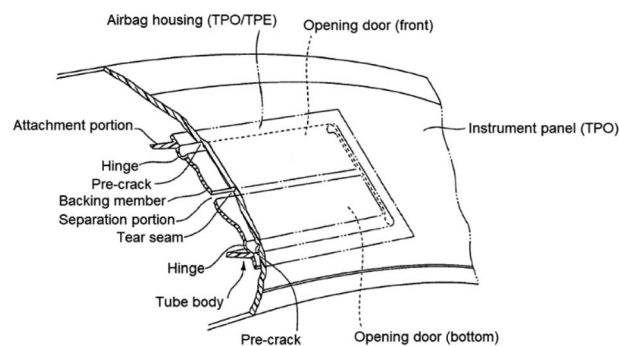 Airbag housing (TPO/TPE)
Opening door (front)
Attachment portion
Instrument panel (TPO)
Hinge
Pre-crack
Backing member
Separation portion
Tear seam
Hinge
Tube body
Pre-crack
Opening door (bottom)